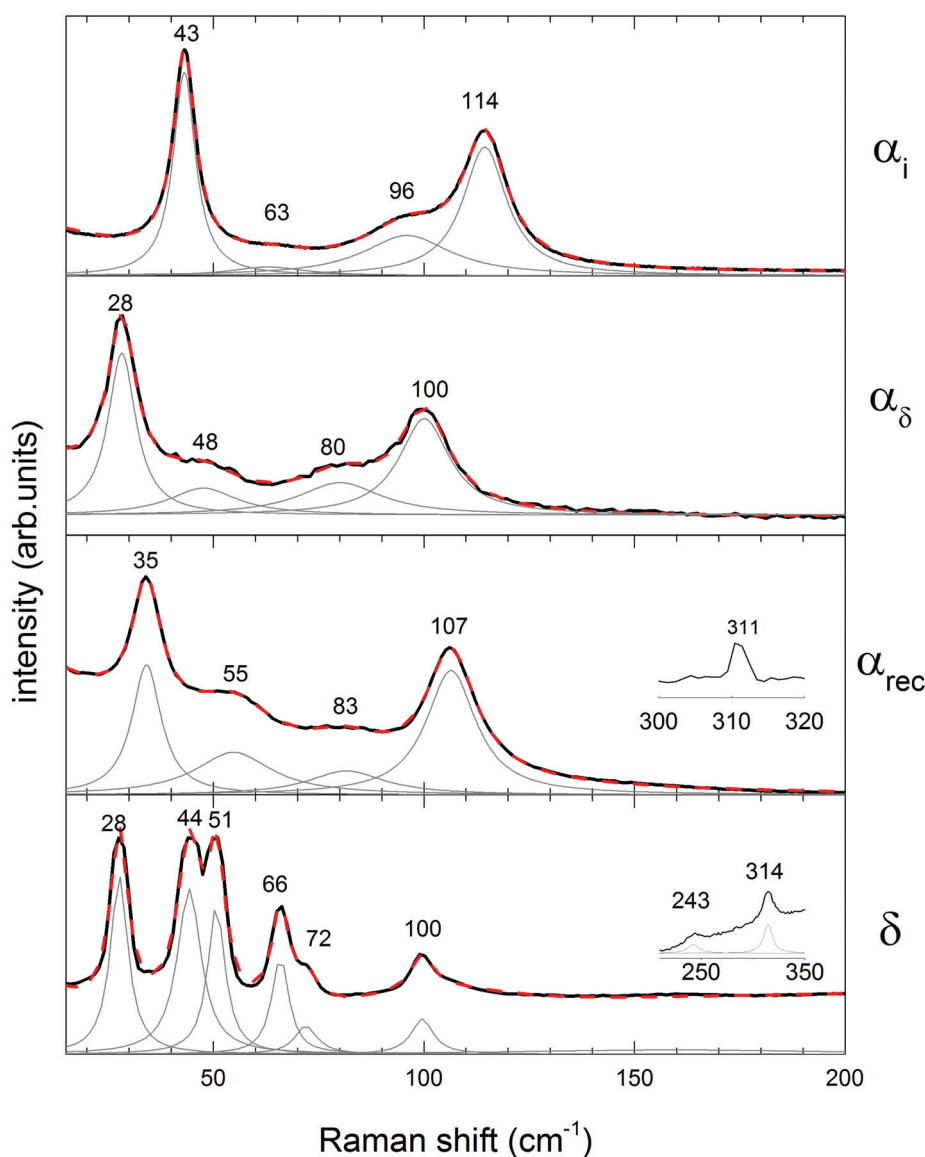 43
114
96
63
αi
28
100
80
48
αδ
35
107
55
83
311
300 310 320
αrec
28 44 51
66
72
100
243
314
250 350
δ
intensity (arb.units)
50 100 150 200
Raman shift (cm-1)